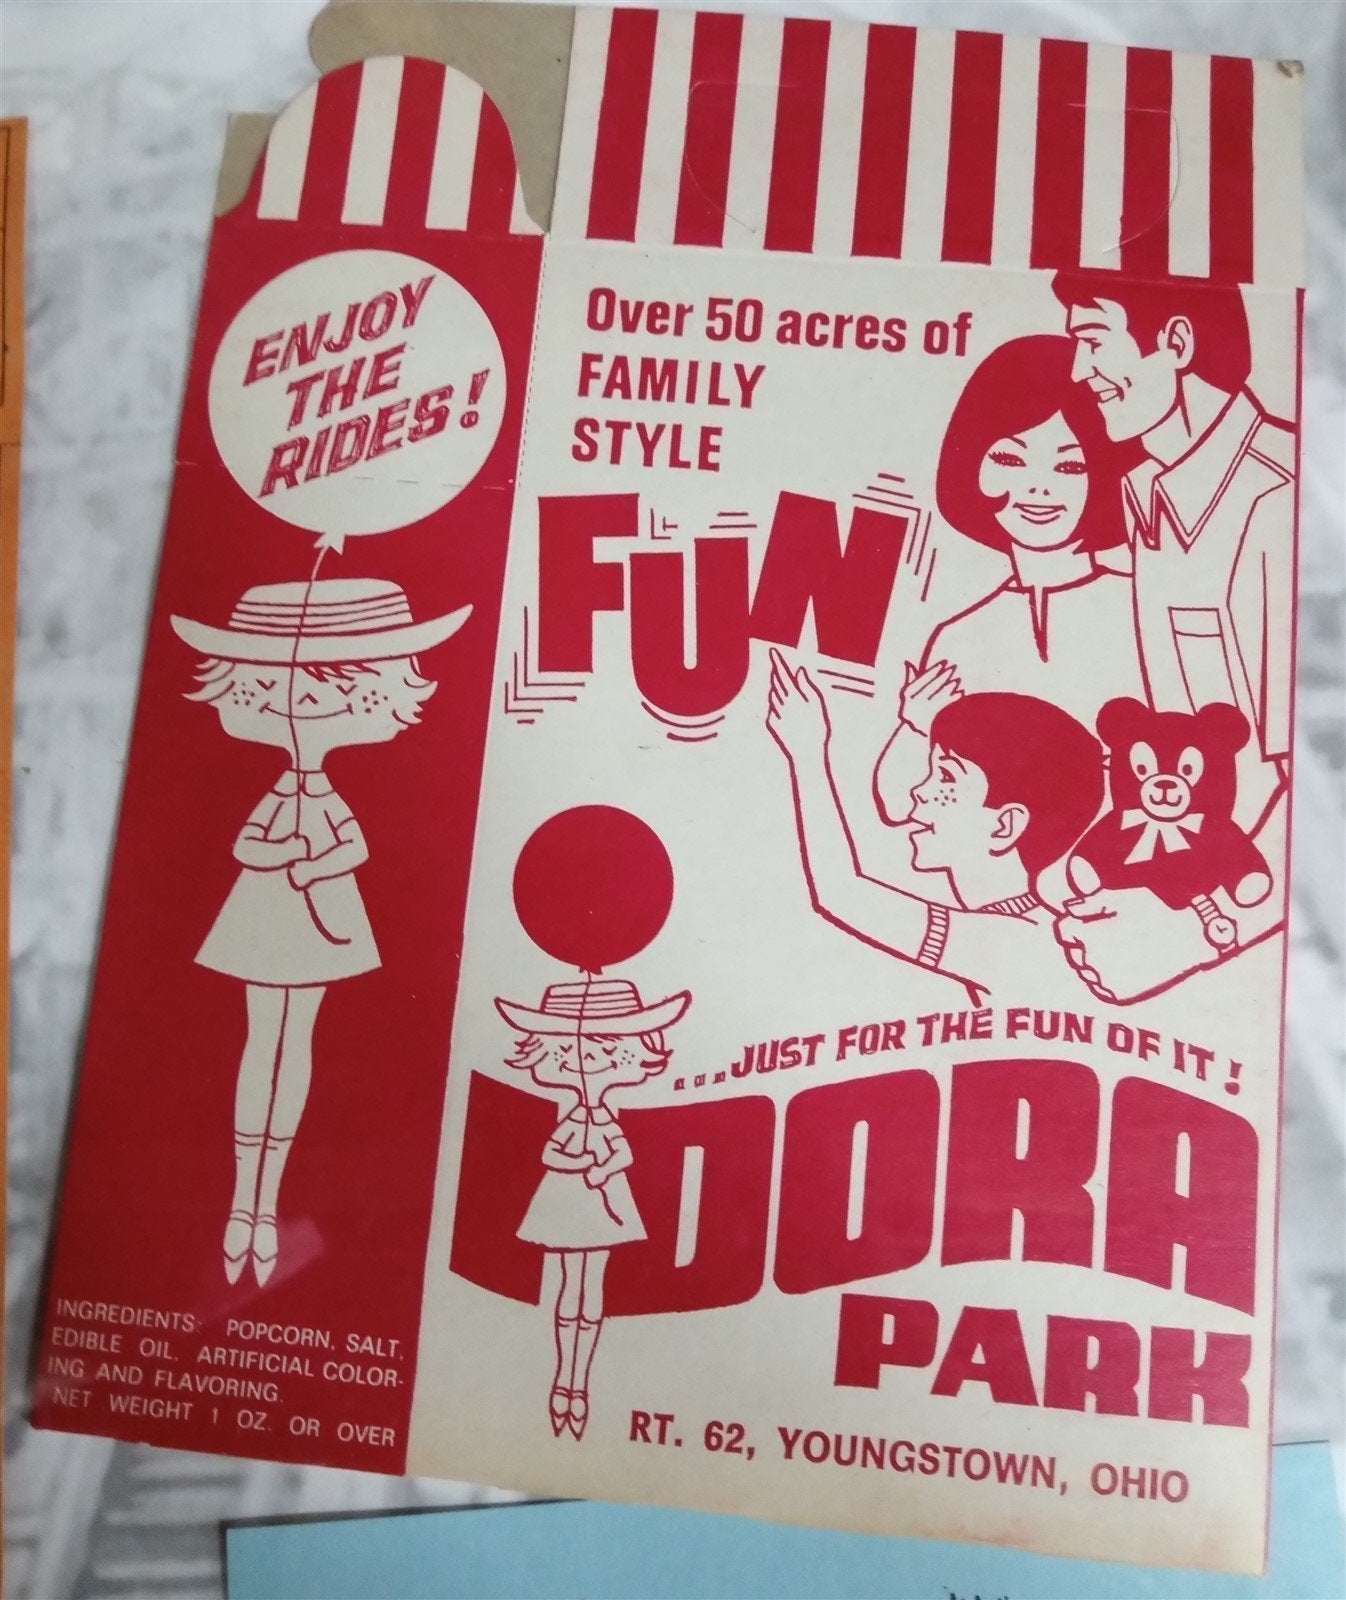 ENJOY
THE
RIDES!
INGREDIENTS: POPCORN, SALT,
EDIBLE OIL, ARTIFICIAL COLOR-
ING AND FLAVORING.
NET WEIGHT 1 OZ. OR OVER
Over 50 acres of
FAMILY
STYLE
FUN
...JUST FOR THE FUN OF IT!
IDORA
PARK
RT. 62, YOUNGSTOWN, OHIO